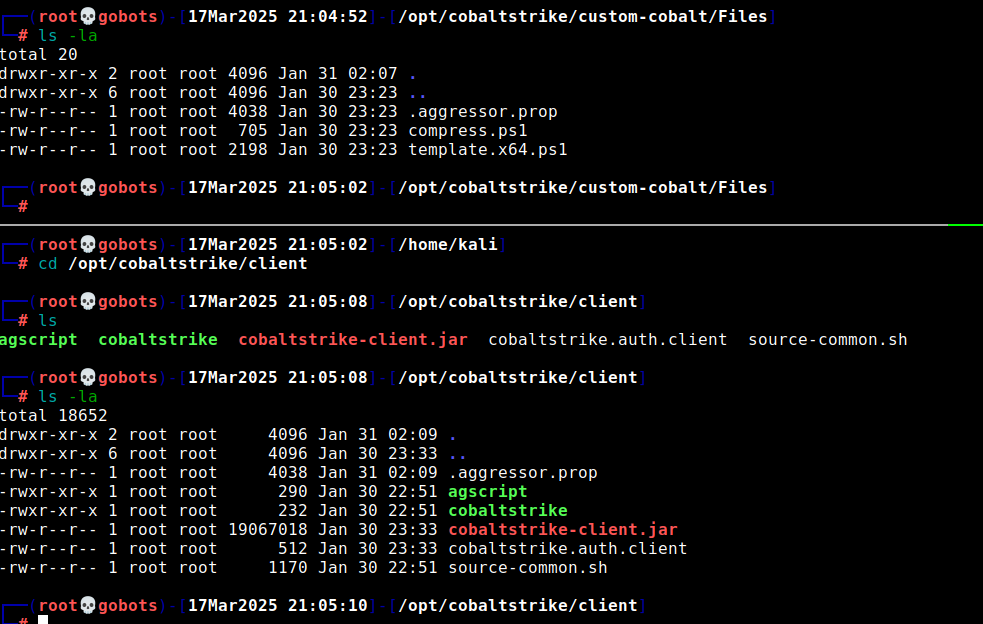 ┌──(root💀gobots)-[17Mar2025 21:04:52]-[/opt/cobaltstrike/custom-cobalt/Files]
└─# ls -la
total 20
drwxr-xr-x 2 root root 4096 Jan 31 02:07 .
drwxr-xr-x 6 root root 4096 Jan 30 23:23 ..
-rw-r--r-- 1 root root 4038 Jan 30 23:23 .aggressor.prop
-rw-r--r-- 1 root root  705 Jan 30 23:23 compress.ps1
-rw-r--r-- 1 root root 2198 Jan 30 23:23 template.x64.ps1
┌──(root💀gobots)-[17Mar2025 21:05:02]-[/opt/cobaltstrike/custom-cobalt/Files]
└─#
┌──(root💀gobots)-[17Mar2025 21:05:02]-[/home/kali]
└─# cd /opt/cobaltstrike/client
┌──(root💀gobots)-[17Mar2025 21:05:08]-[/opt/cobaltstrike/client]
└─# ls
agscript  cobaltstrike  cobaltstrike-client.jar  cobaltstrike.auth.client  source-common.sh
┌──(root💀gobots)-[17Mar2025 21:05:08]-[/opt/cobaltstrike/client]
└─# ls -la
total 18652
drwxr-xr-x 2 root root     4096 Jan 31 02:09 .
drwxr-xr-x 6 root root     4096 Jan 30 23:33 ..
-rw-r--r-- 1 root root     4038 Jan 31 02:09 .aggressor.prop
-rwxr-xr-x 1 root root      290 Jan 30 22:51 agscript
-rwxr-xr-x 1 root root      232 Jan 30 22:51 cobaltstrike
-rw-r--r-- 1 root root 19067018 Jan 30 23:33 cobaltstrike-client.jar
-rw-r--r-- 1 root root      512 Jan 30 23:33 cobaltstrike.auth.client
-rw-r--r-- 1 root root     1170 Jan 30 22:51 source-common.sh
┌──(root💀gobots)-[17Mar2025 21:05:10]-[/opt/cobaltstrike/client]
└─#